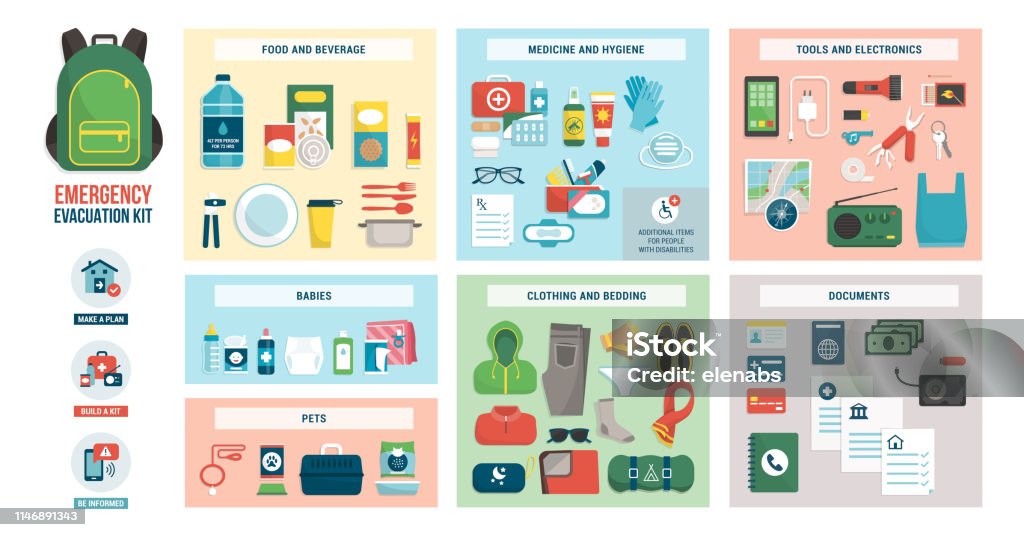 EMERGENCY
EVACUATION KIT
MAKE A PLAN
BUILD A KIT
BE INFORMED
FOOD AND BEVERAGE
4LT PER PERSON
FOR 72 HRS
MEDICINE AND HYGIENE
Rx
ADDITIONAL ITEMS
FOR PEOPLE
WITH DISABILITIES
TOOLS AND ELECTRONICS
BABIES
PETS
CLOTHING AND BEDDING
DOCUMENTS
iStock
Credit: elenabs
1146891343